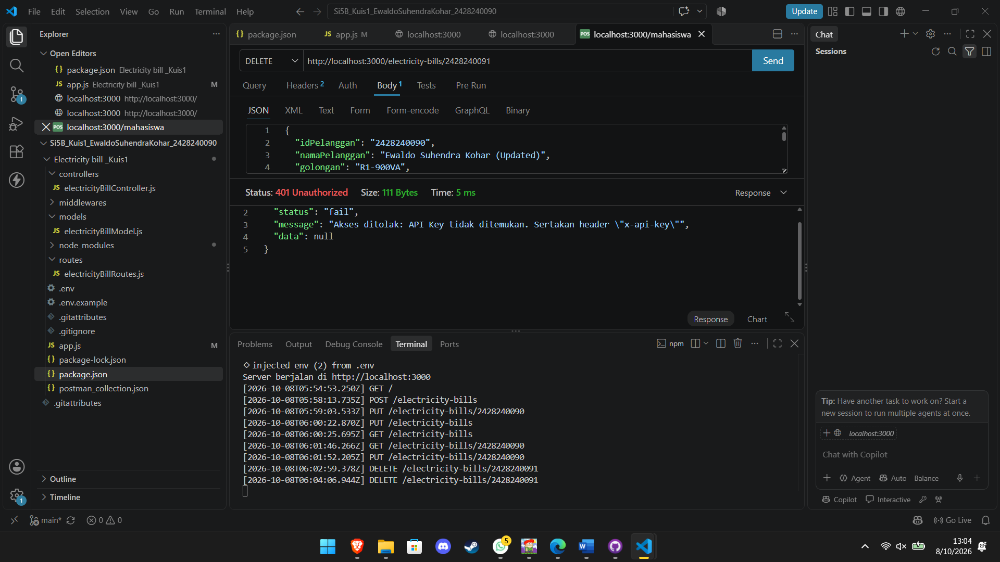 File Edit Selection View Go Run Terminal Help
Si5B_Kuis1_EwaldoSuhendraKohar_2428240090
Update
Explorer
Open Editors
package.json Electricity bill _Kuis1
app.js Electricity bill _Kuis1 M
localhost:3000 http://localhost:3000/
localhost:3000 http://localhost:3000/
POS localhost:3000/mahasiswa
Si5B_Kuis1_EwaldoSuhendraKohar_2428240090
Electricity bill _Kuis1
controllers
JS electricityBillController.js
middlewares
models
JS electricityBillModel.js
node_modules
routes
JS electricityBillRoutes.js
.env
.env.example
.gitattributes
.gitignore
JS app.js M
package-lock.json
package.json
postman_collection.json
.gitattributes
Outline
Timeline
package.json
JS app.js M
localhost:3000
localhost:3000
POS localhost:3000/mahasiswa
DELETE http://localhost:3000/electricity-bills/2428240091 Send
Query Headers 2 Auth Body 1 Tests Pre Run
JSON XML Text Form Form-encode GraphQL Binary
1 {
2 "idPelanggan": "2428240090",
3 "namaPelanggan": "Ewaldo Suhendra Kohar (Updated)",
4 "golongan": "R1-900VA",
Status: 401 Unauthorized Size: 111 Bytes Time: 5 ms Response
2 "status": "fail",
3 "message": "Akses ditolak: API Key tidak ditemukan. Sertakan header \"x-api-key\"",
4 "data": null
5 }
Response Chart
Problems Output Debug Console Terminal Ports npm
injected env (2) from .env
Server berjalan di http://localhost:3000
[2026-10-08T05:54:53.250Z] GET /
[2026-10-08T05:58:13.735Z] POST /electricity-bills
[2026-10-08T05:59:03.533Z] PUT /electricity-bills/2428240090
[2026-10-08T06:00:22.870Z] PUT /electricity-bills
[2026-10-08T06:00:25.695Z] GET /electricity-bills
[2026-10-08T06:01:46.266Z] GET /electricity-bills/2428240090
[2026-10-08T06:01:52.205Z] PUT /electricity-bills/2428240090
[2026-10-08T06:02:59.378Z] DELETE /electricity-bills/2428240091
[2026-10-08T06:04:06.944Z] DELETE /electricity-bills/2428240091
Chat
Sessions
Tip: Have another task to work on? Start a
new session to run multiple agents at once.
localhost:3000
Chat with Copilot
Agent Auto Balance
Copilot Interactive
1
1
main* 0 0
Go Live
5
13:04
8/10/2026